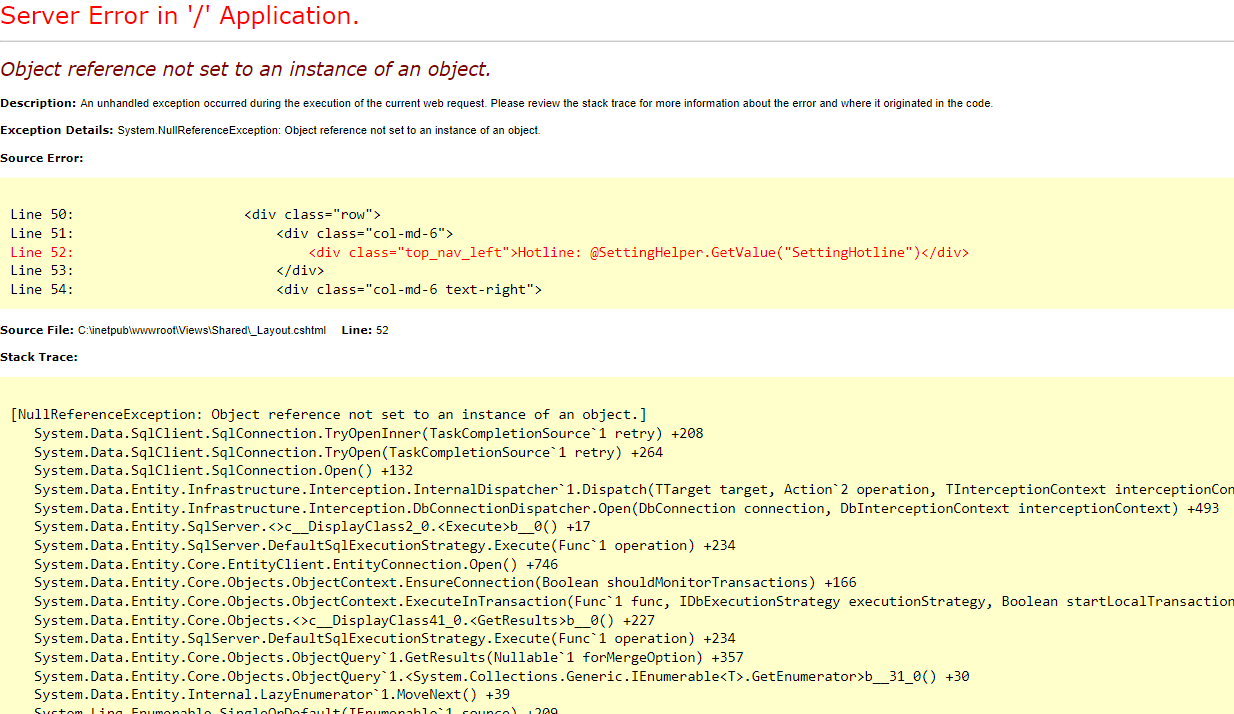 Server Error in '/' Application.
Object reference not set to an instance of an object.
Description: An unhandled exception occurred during the execution of the current web request. Please review the stack trace for more information about the error and where it originated in the code.
Exception Details: System.NullReferenceException: Object reference not set to an instance of an object.
Source Error:
Line 50:                     <div class="row">
Line 51:                         <div class="col-md-6">
Line 52:                             <div class="top_nav_left">Hotline: @SettingHelper.GetValue("SettingHotline")</div>
Line 53:                         </div>
Line 54:                         <div class="col-md-6 text-right">
Source File: C:\inetpub\wwwroot\Views\Shared\_Layout.cshtml    Line: 52
Stack Trace:
[NullReferenceException: Object reference not set to an instance of an object.]
   System.Data.SqlClient.SqlConnection.TryOpenInner(TaskCompletionSource`1 retry) +208
   System.Data.SqlClient.SqlConnection.TryOpen(TaskCompletionSource`1 retry) +264
   System.Data.SqlClient.SqlConnection.Open() +132
   System.Data.Entity.Infrastructure.Interception.InternalDispatcher`1.Dispatch(TTarget target, Action`2 operation, TInterceptionContext interceptionCon
   System.Data.Entity.Infrastructure.Interception.DbConnectionDispatcher.Open(DbConnection connection, DbInterceptionContext interceptionContext) +493
   System.Data.Entity.SqlServer.<>c__DisplayClass2_0.<Execute>b__0() +17
   System.Data.Entity.SqlServer.DefaultSqlExecutionStrategy.Execute(Func`1 operation) +234
   System.Data.Entity.Core.EntityClient.EntityConnection.Open() +746
   System.Data.Entity.Core.Objects.ObjectContext.EnsureConnection(Boolean shouldMonitorTransactions) +166
   System.Data.Entity.Core.Objects.ObjectContext.ExecuteInTransaction(Func`1 func, IDbExecutionStrategy executionStrategy, Boolean startLocalTransaction
   System.Data.Entity.Core.Objects.<>c__DisplayClass41_0.<GetResults>b__0() +227
   System.Data.Entity.SqlServer.DefaultSqlExecutionStrategy.Execute(Func`1 operation) +234
   System.Data.Entity.Core.Objects.ObjectQuery`1.GetResults(Nullable`1 forMergeOption) +357
   System.Data.Entity.Core.Objects.ObjectQuery`1.<System.Collections.Generic.IEnumerable<T>.GetEnumerator>b__31_0() +30
   System.Data.Entity.Internal.LazyEnumerator`1.MoveNext() +39
   System.Linq.Enumerable.SingleOrDefault(IEnumerable`1 source) +209